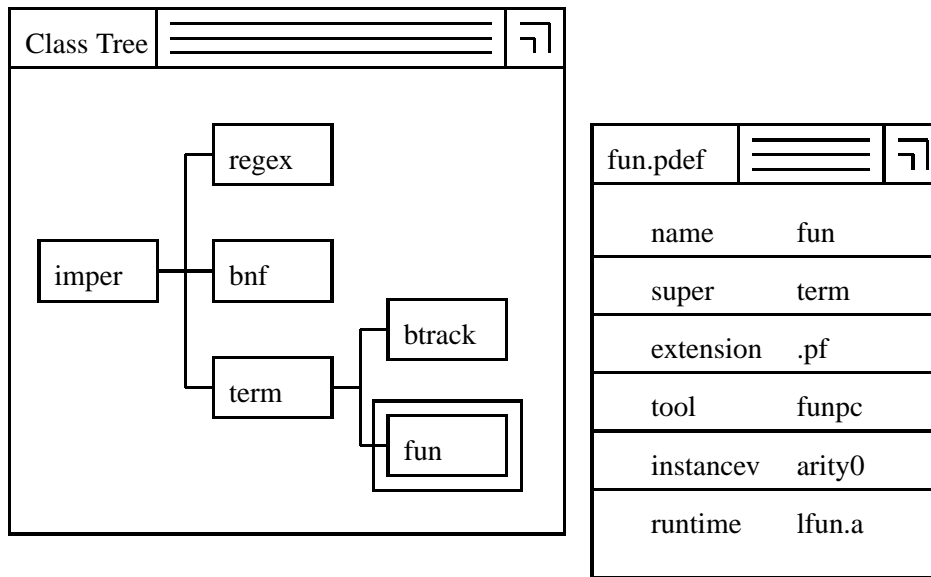 Class Tree
regex
imper
bnf
btrack
term
fun
fun.pdef
name fun
super term
extension .pf
tool funpc
instancev arity0
runtime lfun.a